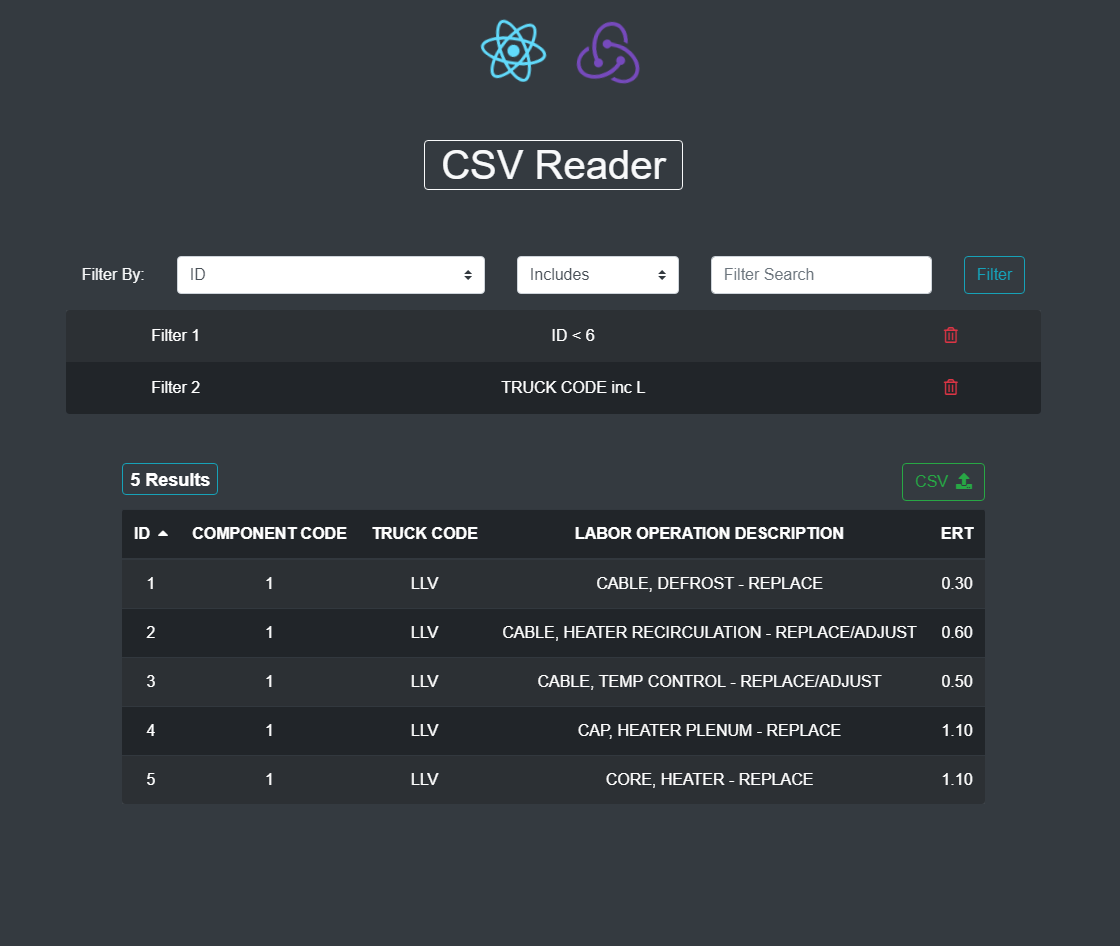 CSV Reader
Filter By: ID Includes Filter Search Filter
Filter 1 ID < 6
Filter 2 TRUCK CODE inc L
5 Results CSV
ID COMPONENT CODE TRUCK CODE LABOR OPERATION DESCRIPTION ERT
1 1 LLV CABLE, DEFROST - REPLACE 0.30
2 1 LLV CABLE, HEATER RECIRCULATION - REPLACE/ADJUST 0.60
3 1 LLV CABLE, TEMP CONTROL - REPLACE/ADJUST 0.50
4 1 LLV CAP, HEATER PLENUM - REPLACE 1.10
5 1 LLV CORE, HEATER - REPLACE 1.10